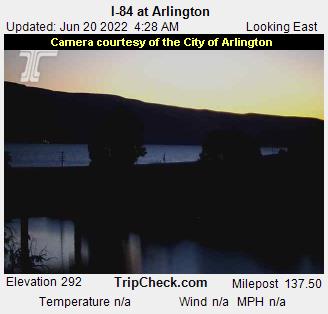 I-84 at Arlington
Updated: Jun 20 2022 4:28 AM Looking East
Camera courtesy of the City of Arlington
Elevation 292 TripCheck.com Milepost 137.50
Temperature n/a Wind n/a MPH n/a